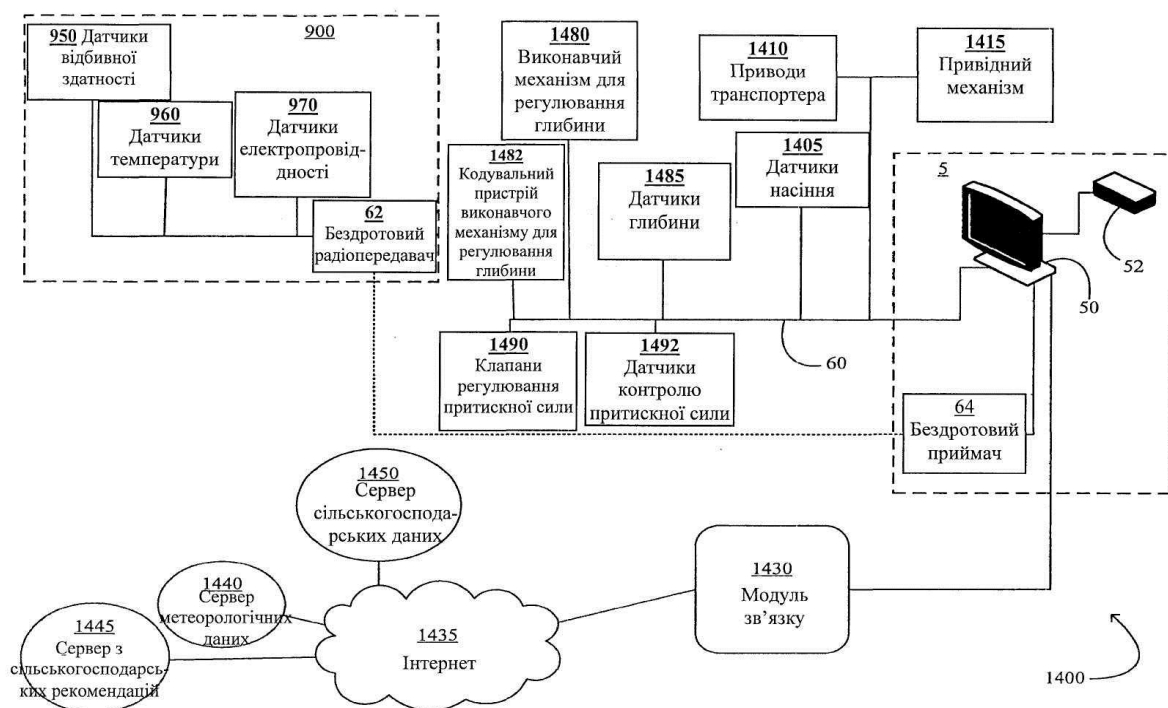 900
950 Датчики
відбивної
здатності
960
Датчики
температури
970
Датчики
електропровід-
дності
62
Бездротовий
радіопередавач
1480
Виконавчий
механізм для
регулювання
глибини
1482
Кодувальний
пристрій
виконавчого
механізму для
регулювання
глибини
1485
Датчики
глибини
1410
Приводи
транспортера
1405
Датчики
насіння
1415
Привідний
механізм
5
52
50
60
1490
Клапани
регулювання
притискної сили
1492
Датчики
контролю
притискної сили
64
Бездротовий
приймач
1450
Сервер
сільськогоспода-
рських даних
1440
Сервер
метеорологічних
даних
1445
Сервер з
сільськогосподарсь-
ких рекомендацій
1435
Інтернет
1430
Модуль
зв’язку
1400